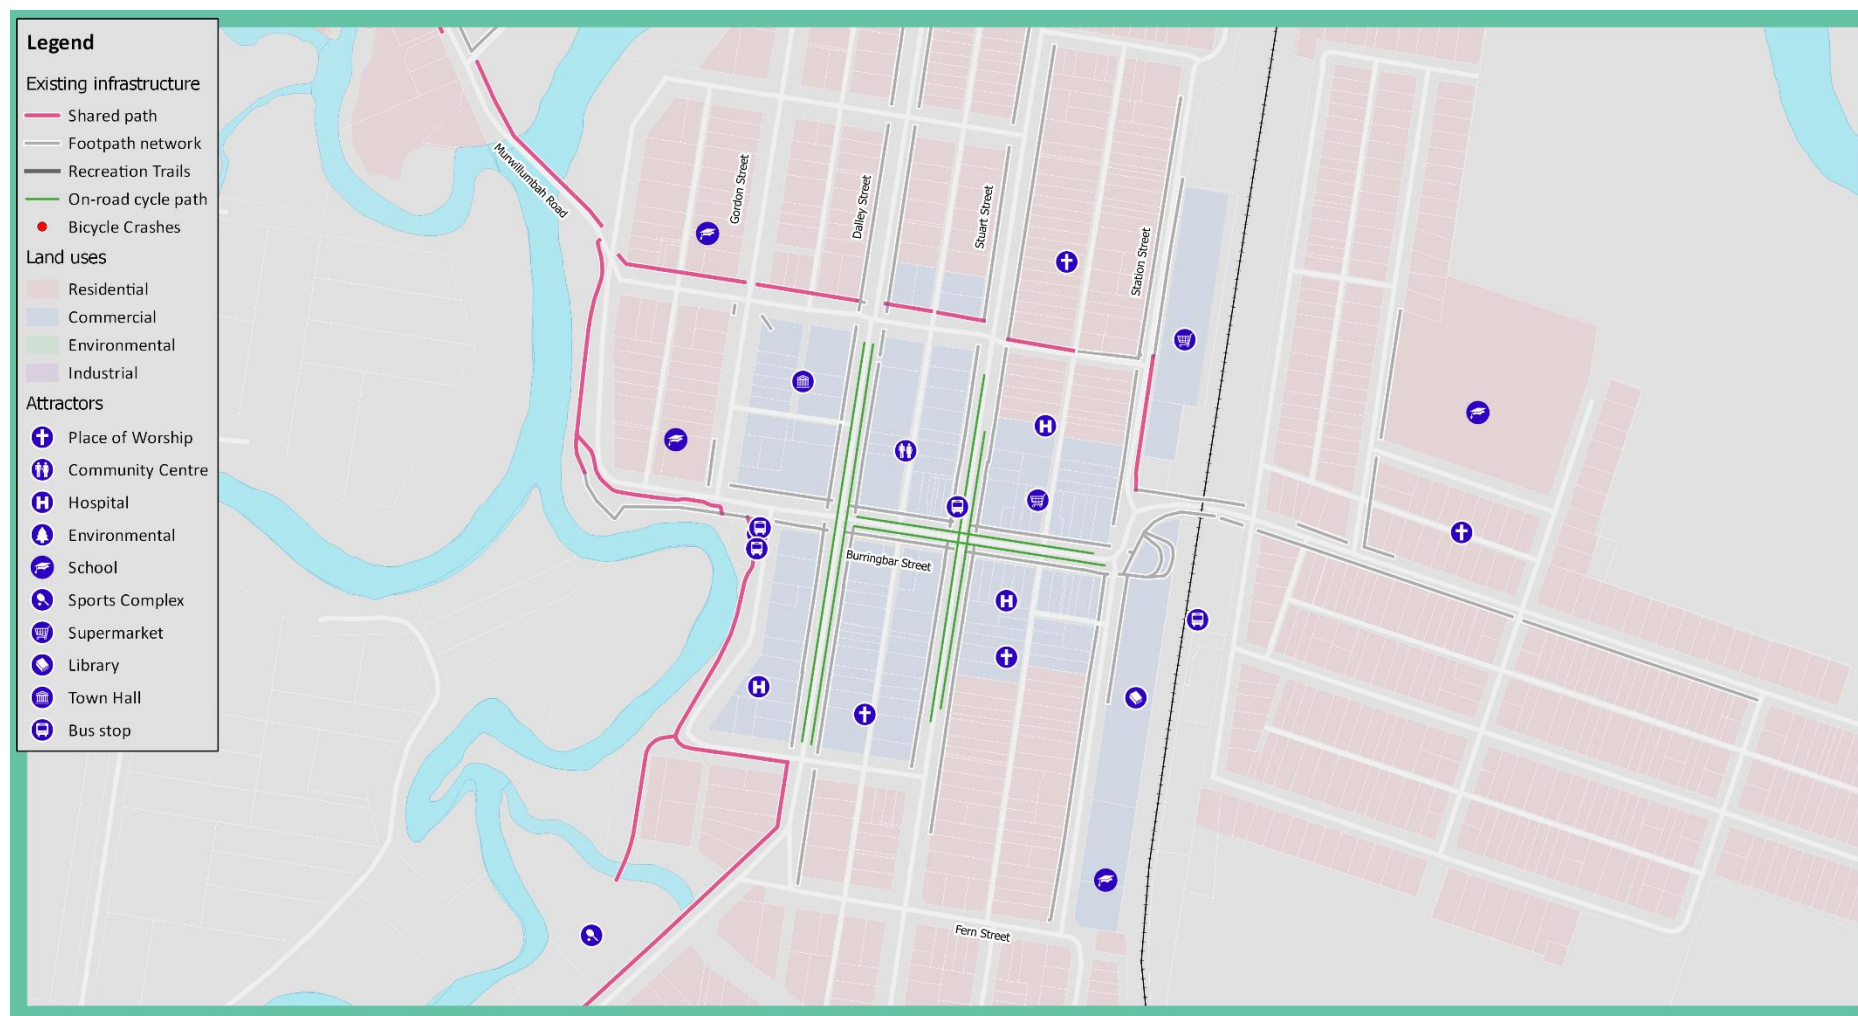 Legend
Existing infrastructure
Shared path
Footpath network
Recreation Trails
On-road cycle path
Bicycle Crashes
Land uses
Residential
Commercial
Environmental
Industrial
Attractors
Place of Worship
Community Centre
Hospital
Environmental
School
Sports Complex
Supermarket
Library
Town Hall
Bus stop
Murwillumbah Road
Gordon Street
Dalley Street
Stuart Street
Station Street
Burringbar Street
Fern Street